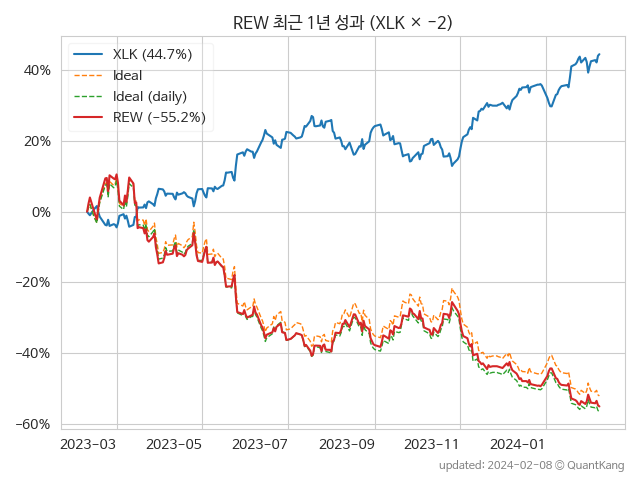 REW 최근 1년 성과 (XLK × −2)
XLK (44.7%)
Ideal
Ideal (daily)
REW (−55.2%)
40%
20%
0%
−20%
−40%
−60%
2023-03
2023-05
2023-07
2023-09
2023-11
2024-01
updated: 2024-02-08 © QuantKang